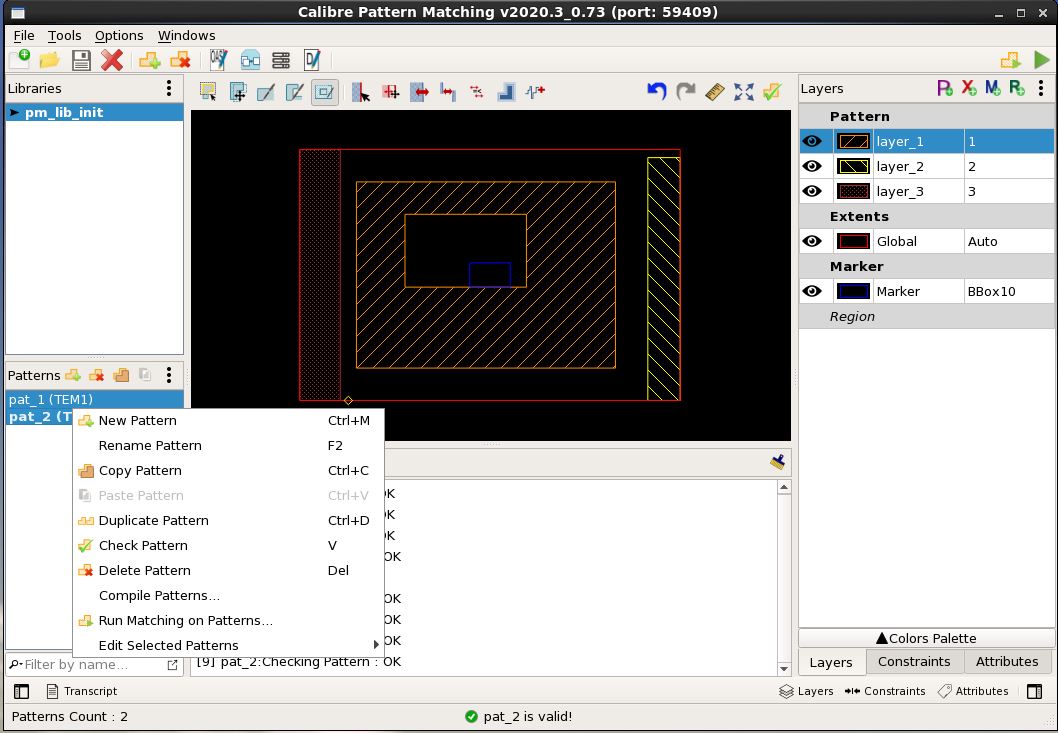 Calibre Pattern Matching v2020.3_0.73 (port: 59409)
File Tools Options Windows
Libraries
pm_lib_init
Patterns
pat_1 (TEM1)
pat_2 (T
New Pattern Ctrl+M
Rename Pattern F2
Copy Pattern Ctrl+C
Paste Pattern Ctrl+V
Duplicate Pattern Ctrl+D
Check Pattern V
Delete Pattern Del
Compile Patterns...
Run Matching on Patterns...
Edit Selected Patterns
Filter by name...
OK
OK
OK
OK
OK
OK
OK
[9] pat_2:Checking Pattern : OK
Layers
Pattern
layer_1 1
layer_2 2
layer_3 3
Extents
Global Auto
Marker
Marker BBox10
Region
▲Colors Palette
Layers Constraints Attributes
Transcript
Layers Constraints Attributes
Patterns Count : 2
pat_2 is valid!